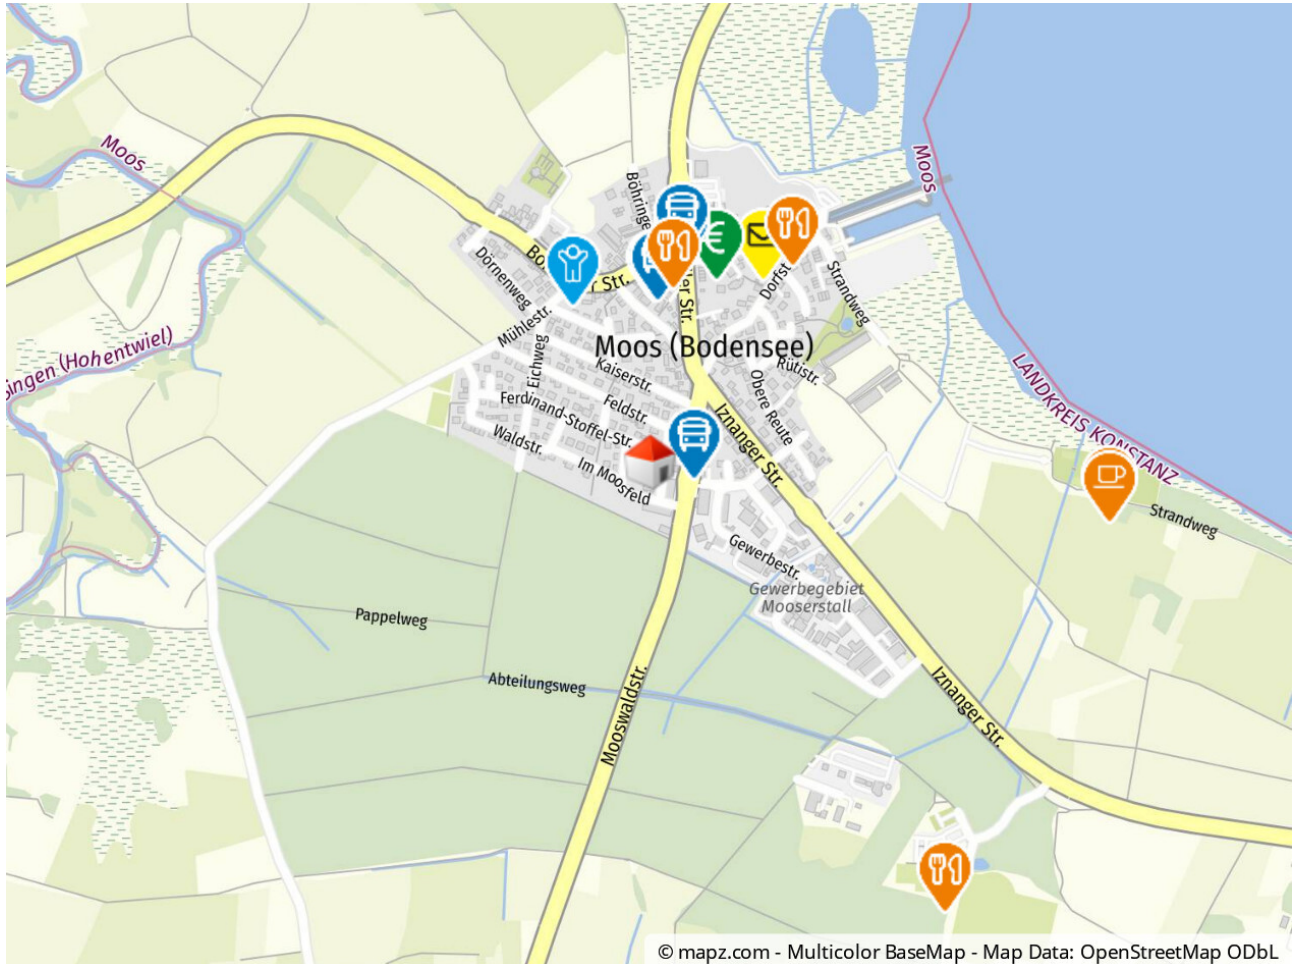 Moos
Moos
Böhringe
Bo
r Str.
ler Str.
Dörnenweg
Dorfst
Strandweg
Mühlestr.
Moos (Bodensee)
ingen (Hohentwiel)
Eichweg
Kaiserstr.
Rütistr.
LANDKREIS KONSTANZ
Obere Reute
Feldstr.
Ferdinand-Stoffel-Str.
Iznanger Str.
Waldstr.
Im Moosfeld
Strandweg
Gewerbestr.
Gewerbegebiet
Mooserstall
Pappelweg
Abteilungsweg
Mooswaldstr.
Iznanger Str.
© mapz.com - Multicolor BaseMap - Map Data: OpenStreetMap ODbL